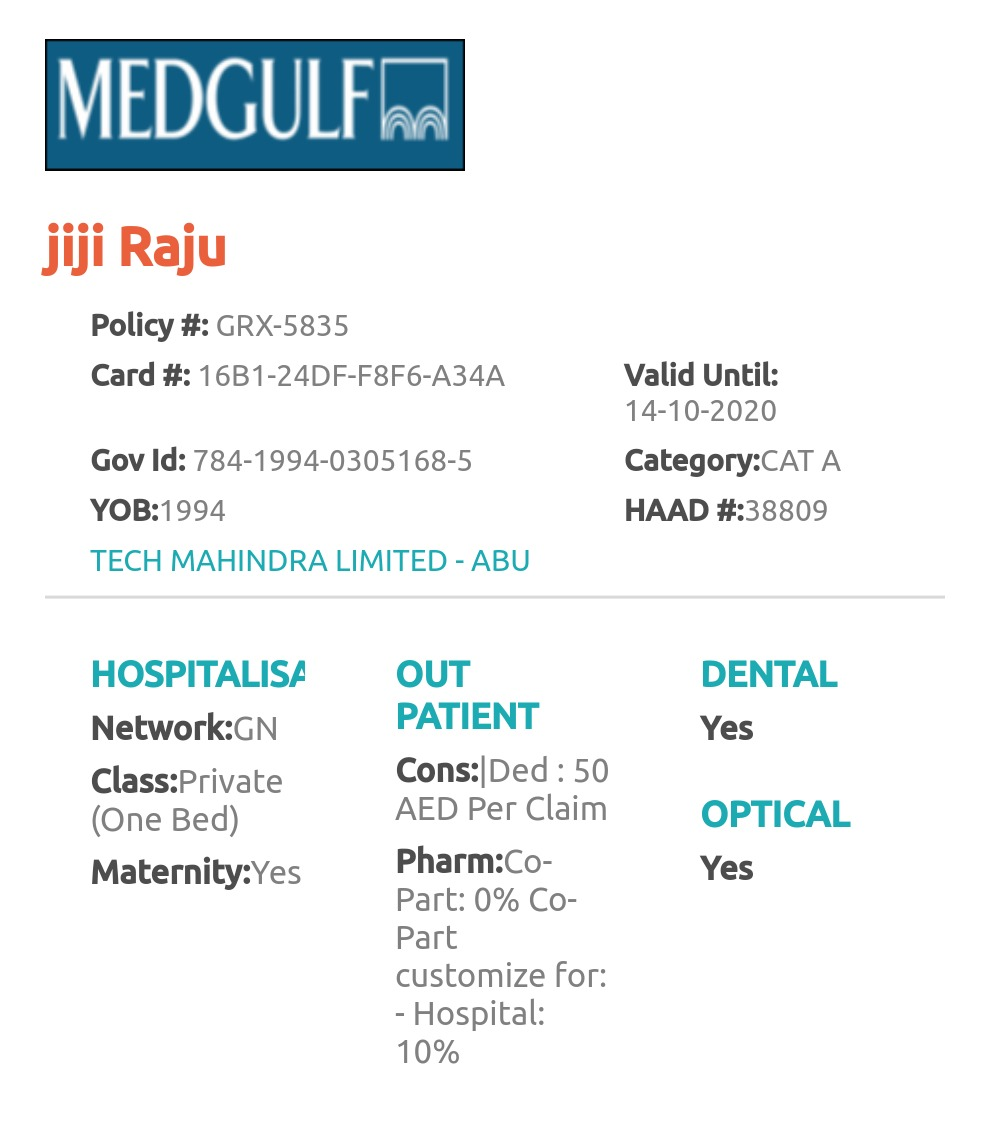 MEDGULF
jiji Raju
Policy #: GRX-5835
Card #: 16B1-24DF-F8F6-A34A
Valid Until:
14-10-2020
Gov Id: 784-1994-0305168-5
Category:CAT A
YOB:1994
HAAD #:38809
TECH MAHINDRA LIMITED - ABU
HOSPITALISA
Network:GN
Class:Private
(One Bed)
Maternity:Yes
OUT
PATIENT
Cons:|Ded : 50
AED Per Claim
Pharm:Co-
Part: 0% Co-
Part
customize for:
- Hospital:
10%
DENTAL
Yes
OPTICAL
Yes